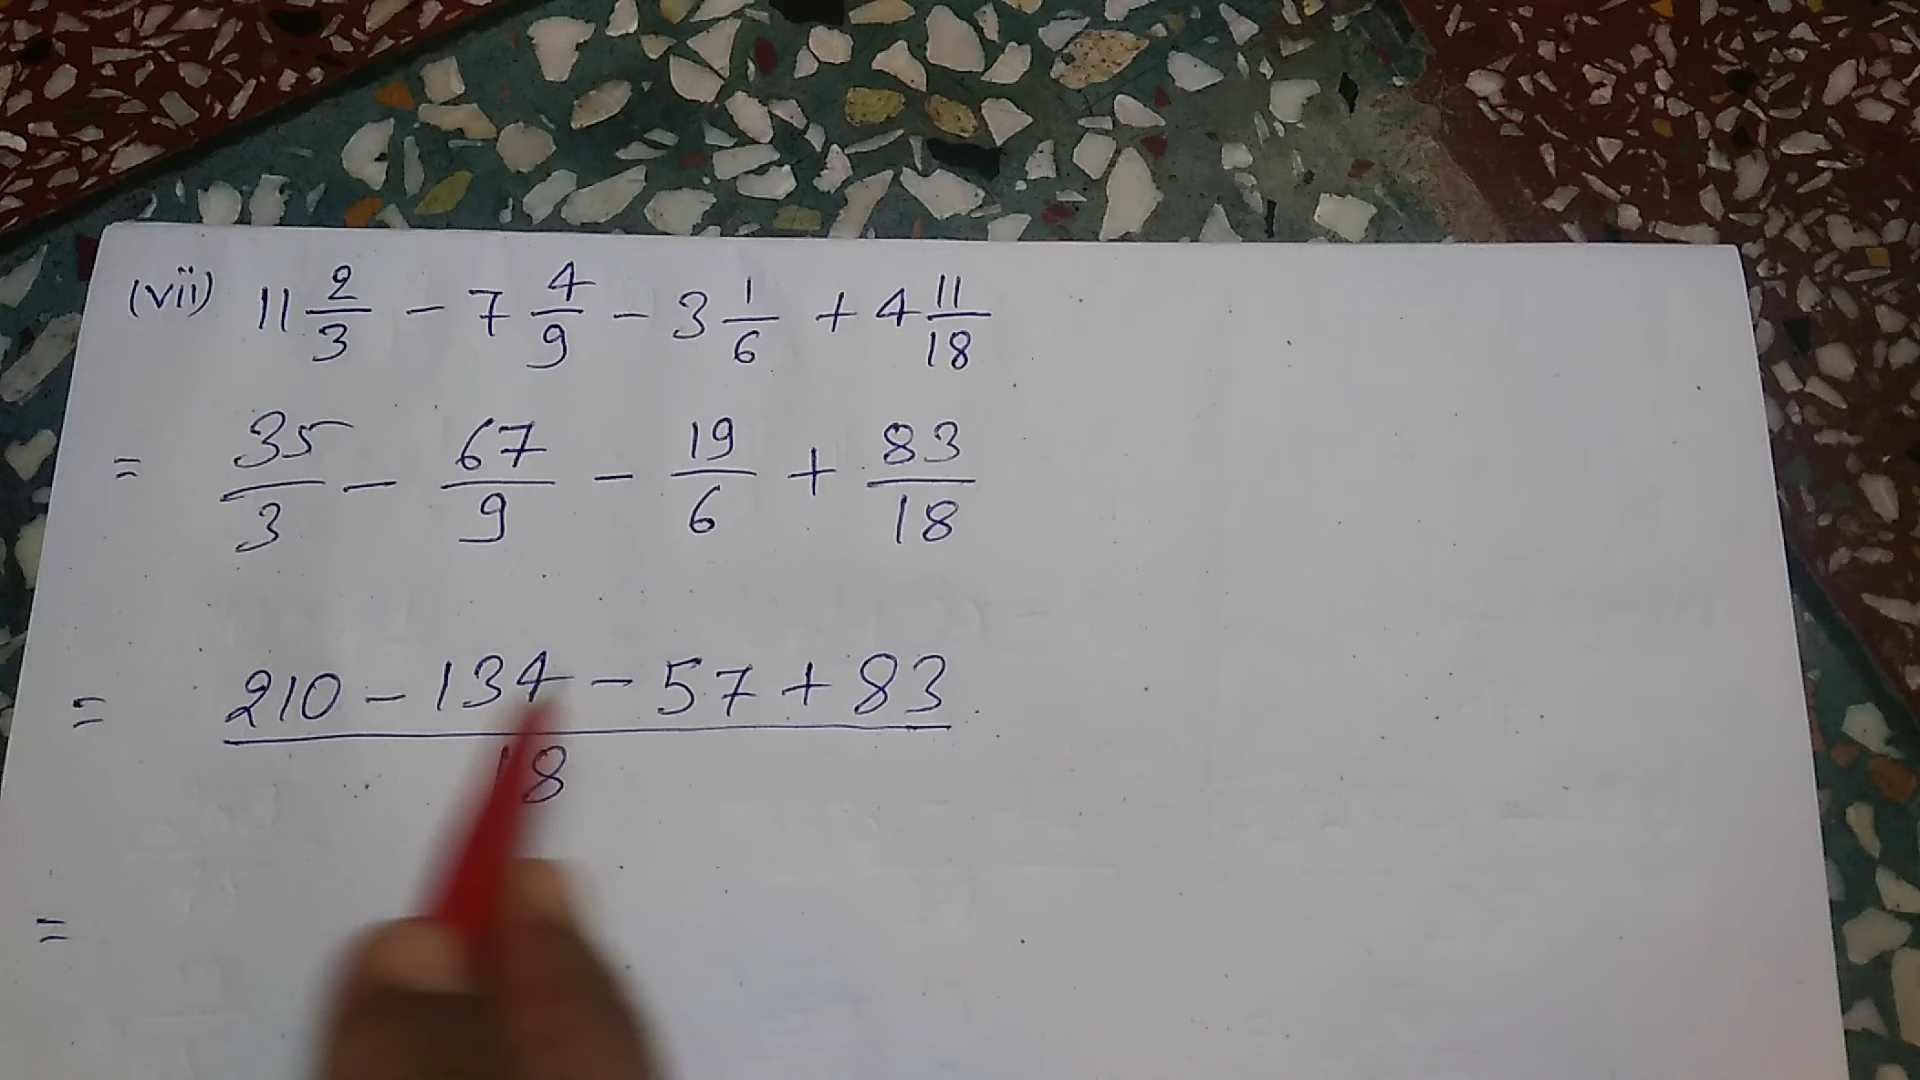 (vii) 11 2/3 - 7 4/9 - 3 1/6 + 4 11/18
= 35/3 - 67/9 - 19/6 + 83/18
= 210 - 134 - 57 + 83 / 18
=